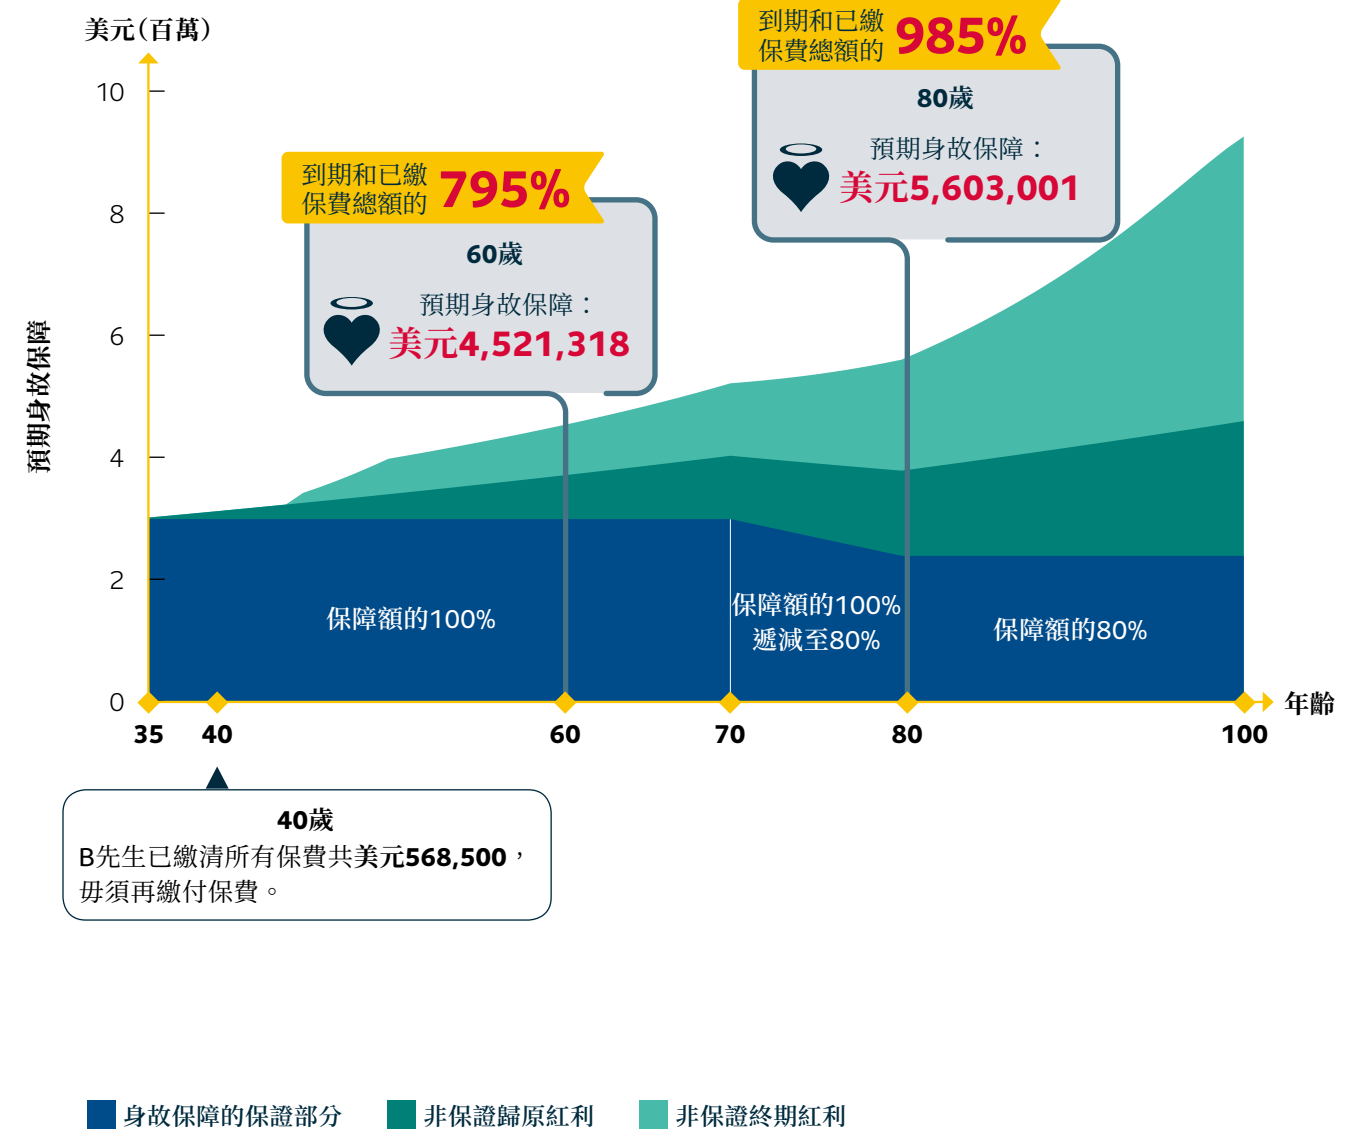 美元(百萬)
到期和已繳
保費總額的 985%
80歲
預期身故保障：
美元5,603,001
到期和已繳
保費總額的 795%
60歲
預期身故保障：
美元4,521,318
預期身故保障
10
8
6
4
2
0
保障額的100%
保障額的100%
遞減至80%
保障額的80%
年齡
35 40 60 70 80 100
40歲
B先生已繳清所有保費共美元568,500，
毋須再繳付保費。
身故保障的保證部分 非保證歸原紅利 非保證終期紅利